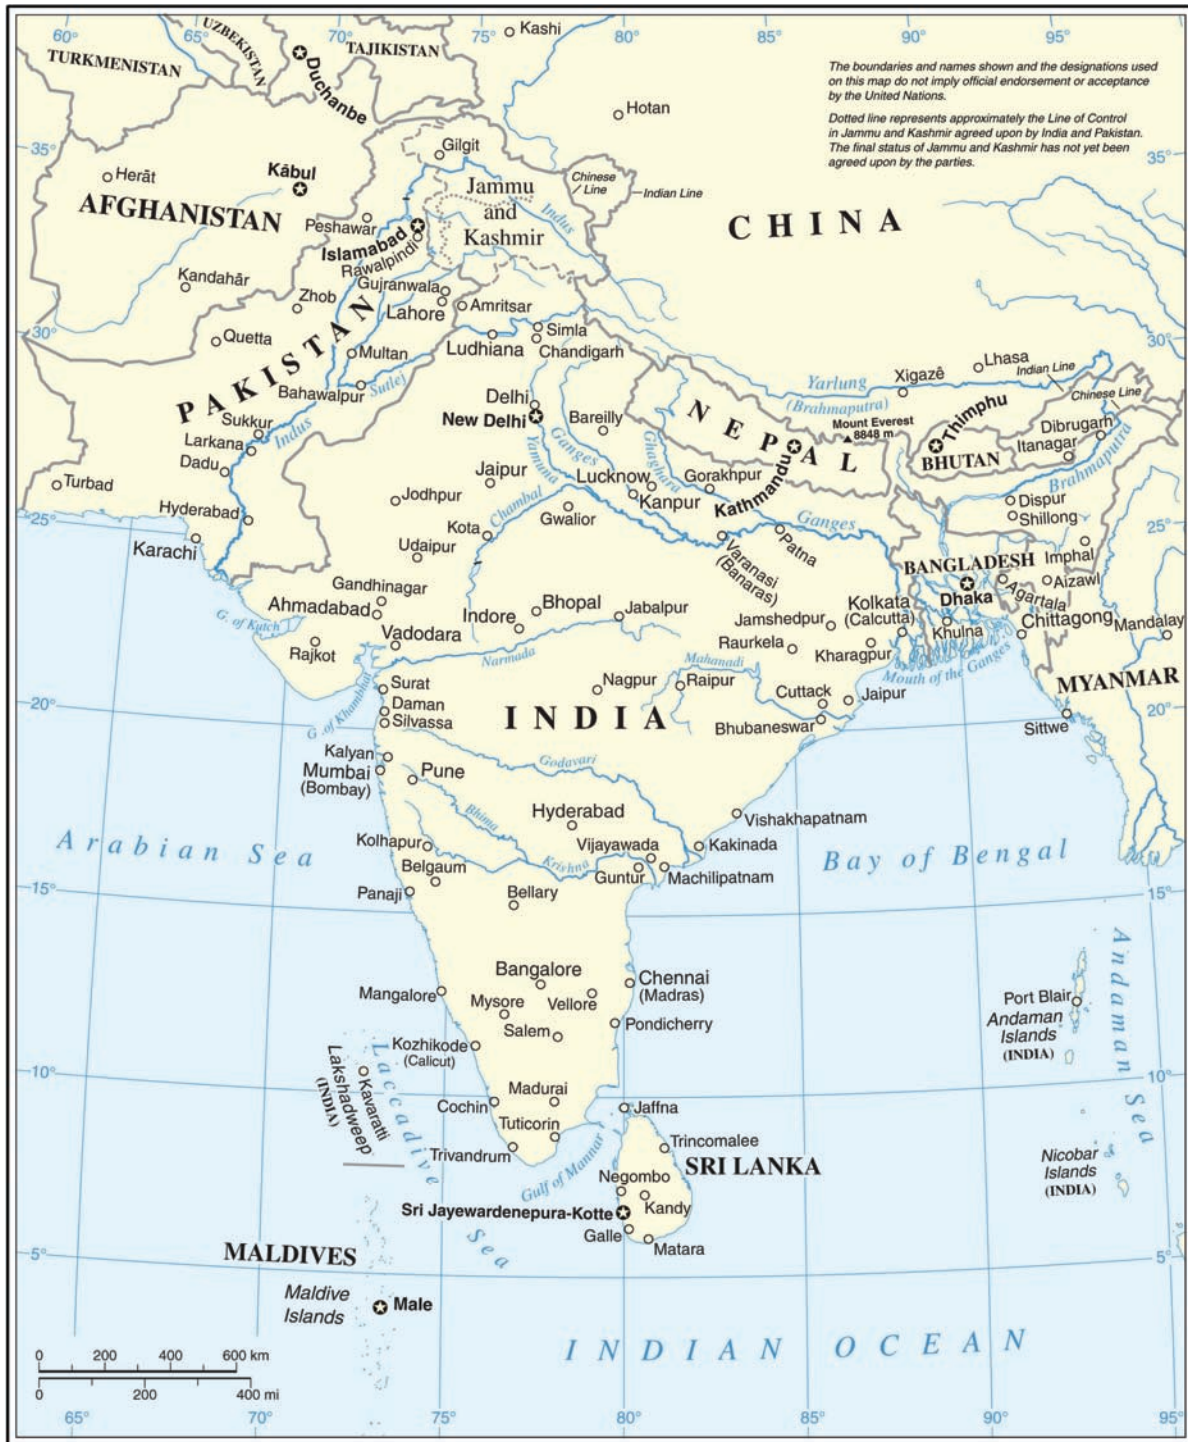 60°
65°
70°
75°
80°
85°
90°
95°
Kashi
UZBEKISTAN
TAJIKISTAN
TURKMENISTAN
Duchanbe
The boundaries and names shown and the designations used
on this map do not imply official endorsement or acceptance
by the United Nations.
Dotted line represents approximately the Line of Control
in Jammu and Kashmir agreed upon by India and Pakistan.
The final status of Jammu and Kashmir has not yet been
agreed upon by the parties.
Hotan
35°
35°
Gilgit
Herāt
Kābul
Chinese
Line
Indian Line
Jammu
and
Kashmir
Indus
AFGHANISTAN
CHINA
Peshawar
Islamabad
Rawalpindi
Kandahār
Gujranwala
Zhob
Lahore
Amritsar
PAKISTAN
30°
30°
Quetta
Simla
Ludhiana
Chandigarh
Multan
Bahawalpur
Sutlej
Lhasa
Indian Line
Xigazê
Yarlung
(Brahmaputra)
Chinese Line
Delhi
New Delhi
Bareilly
NEPAL
Mount Everest
8848 m
Thimphu
Dibrugarh
Itanagar
BHUTAN
Sukkur
Larkana
Indus
Dadu
Turbad
Jaipur
Yamuna
Ganges
Ghaghara
Lucknow
Gorakhpur
Kathmandu
Brahmaputra
Jodhpur
Chambal
Kanpur
Dispur
Hyderabad
Gwalior
Ganges
Shillong
25°
25°
Kota
Karachi
Udaipur
Varanasi
(Banaras)
Patna
Imphal
BANGLADESH
Gandhinagar
Ahmadabad
Bhopal
Jabalpur
Kolkata
(Calcutta)
Dhaka
Agartala
Aizawl
G. of Kutch
Indore
Jamshedpur
Khulna
Chittagong
Mandalay
Vadodara
Raurkela
Rajkot
Kharagpur
Narmada
Mahanadi
Mouth of the Ganges
Surat
Nagpur
Raipur
Cuttack
Jaipur
MYANMAR
20°
20°
Daman
Silvassa
G. of Khambhat
INDIA
Bhubaneswar
Sittwe
Kalyan
Mumbai
(Bombay)
Pune
Godavari
Bhima
Hyderabad
Vishakhapatnam
Arabian Sea
Kolhapur
Vijayawada
Kakinada
Bay of Bengal
Belgaum
Krishna
15°
15°
Guntur
Machilipatnam
Panaji
Bellary
Andaman Sea
Bangalore
Chennai
(Madras)
Mangalore
Mysore
Vellore
Port Blair
Andaman
Islands
(INDIA)
Salem
Pondicherry
Kozhikode
(Calicut)
10°
10°
Laccadive Sea
Kavaratti
Lakshadweep
(INDIA)
Madurai
Cochin
Jaffna
Tuticorin
Trivandrum
Trincomalee
Gulf of Mannar
SRI LANKA
Nicobar
Islands
(INDIA)
Negombo
Kandy
Sri Jayewardenepura-Kotte
Galle
Matara
5°
5°
MALDIVES
Maldive
Islands
Male
INDIAN OCEAN
0 200 400 600 km
0 200 400 mi
65°
70°
75°
80°
85°
90°
95°